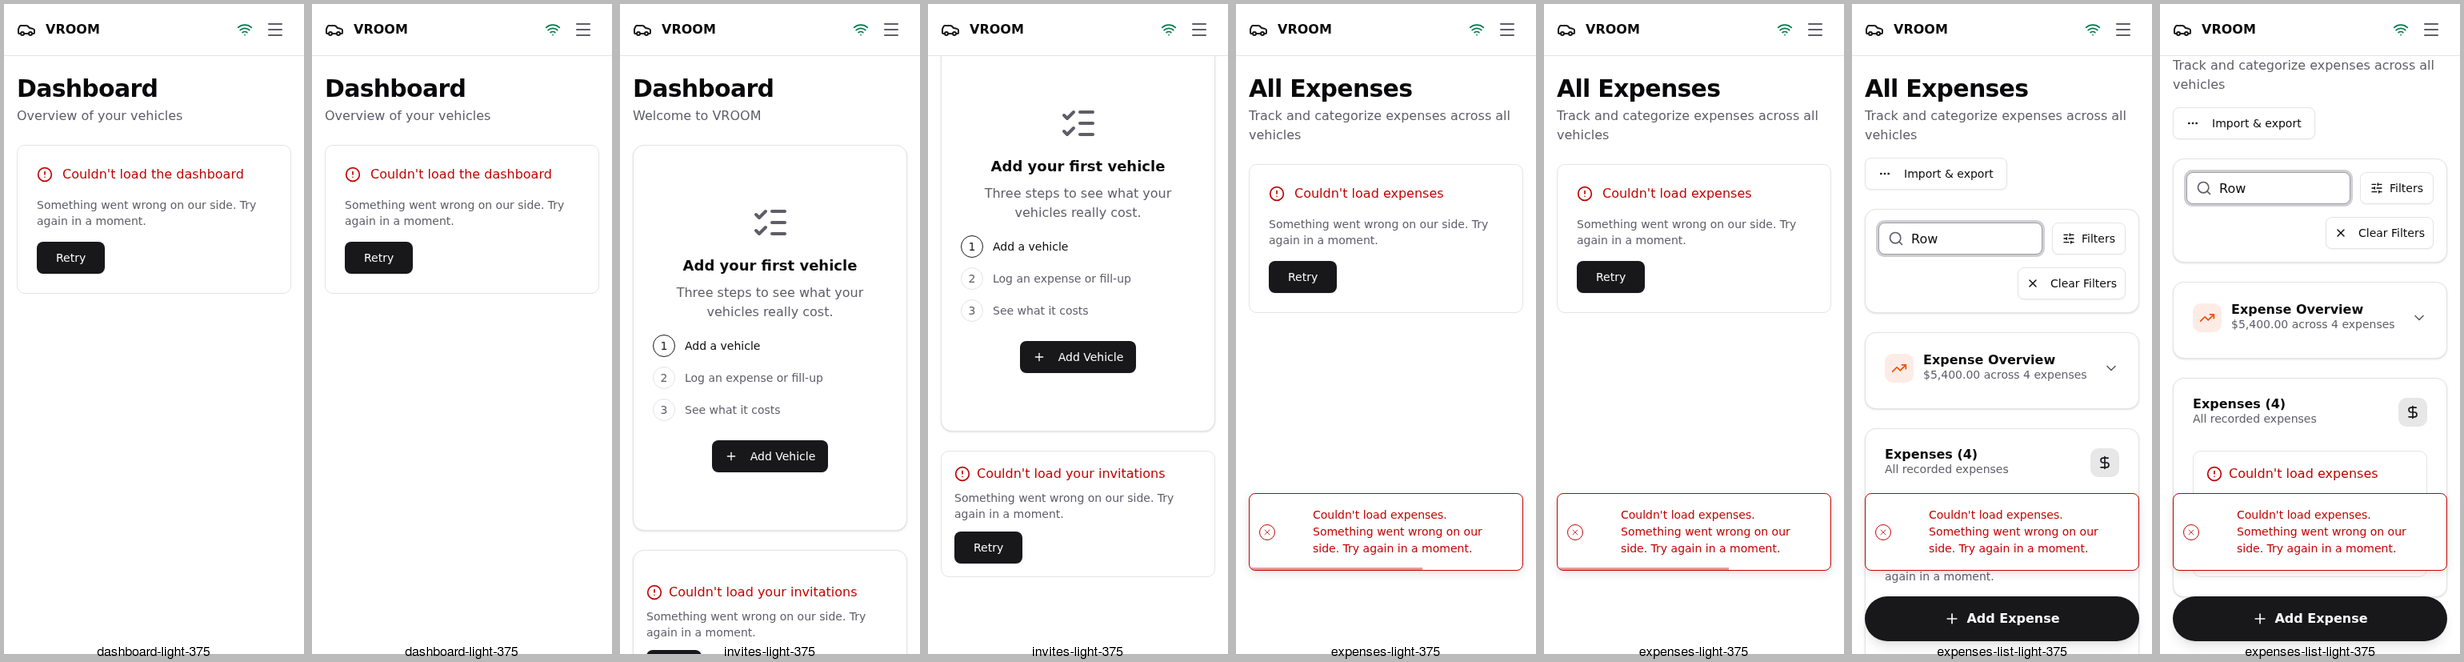 VROOM
Dashboard
Overview of your vehicles
Couldn't load the dashboard
Something went wrong on our side. Try
again in a moment.
Retry
dashboard-light-375
VROOM
Dashboard
Overview of your vehicles
Couldn't load the dashboard
Something went wrong on our side. Try
again in a moment.
Retry
dashboard-light-375
VROOM
Dashboard
Welcome to VROOM
Add your first vehicle
Three steps to see what your
vehicles really cost.
1 Add a vehicle
2 Log an expense or fill-up
3 See what it costs
+ Add Vehicle
Couldn't load your invitations
Something went wrong on our side. Try
again in a moment.
invites-light-375
VROOM
Add your first vehicle
Three steps to see what your
vehicles really cost.
1 Add a vehicle
2 Log an expense or fill-up
3 See what it costs
+ Add Vehicle
Couldn't load your invitations
Something went wrong on our side. Try
again in a moment.
Retry
invites-light-375
VROOM
All Expenses
Track and categorize expenses across all
vehicles
Couldn't load expenses
Something went wrong on our side. Try
again in a moment.
Retry
Couldn't load expenses.
Something went wrong on our
side. Try again in a moment.
expenses-light-375
VROOM
All Expenses
Track and categorize expenses across all
vehicles
Couldn't load expenses
Something went wrong on our side. Try
again in a moment.
Retry
Couldn't load expenses.
Something went wrong on our
side. Try again in a moment.
expenses-light-375
VROOM
All Expenses
Track and categorize expenses across all
vehicles
Import & export
Row
Filters
Clear Filters
Expense Overview
$5,400.00 across 4 expenses
Expenses (4)
All recorded expenses
$
Couldn't load expenses.
Something went wrong on our
side. Try again in a moment.
again in a moment.
+ Add Expense
expenses-list-light-375
VROOM
Track and categorize expenses across all
vehicles
Import & export
Row
Filters
Clear Filters
Expense Overview
$5,400.00 across 4 expenses
Expenses (4)
All recorded expenses
$
Couldn't load expenses
Couldn't load expenses.
Something went wrong on our
side. Try again in a moment.
+ Add Expense
expenses-list-light-375